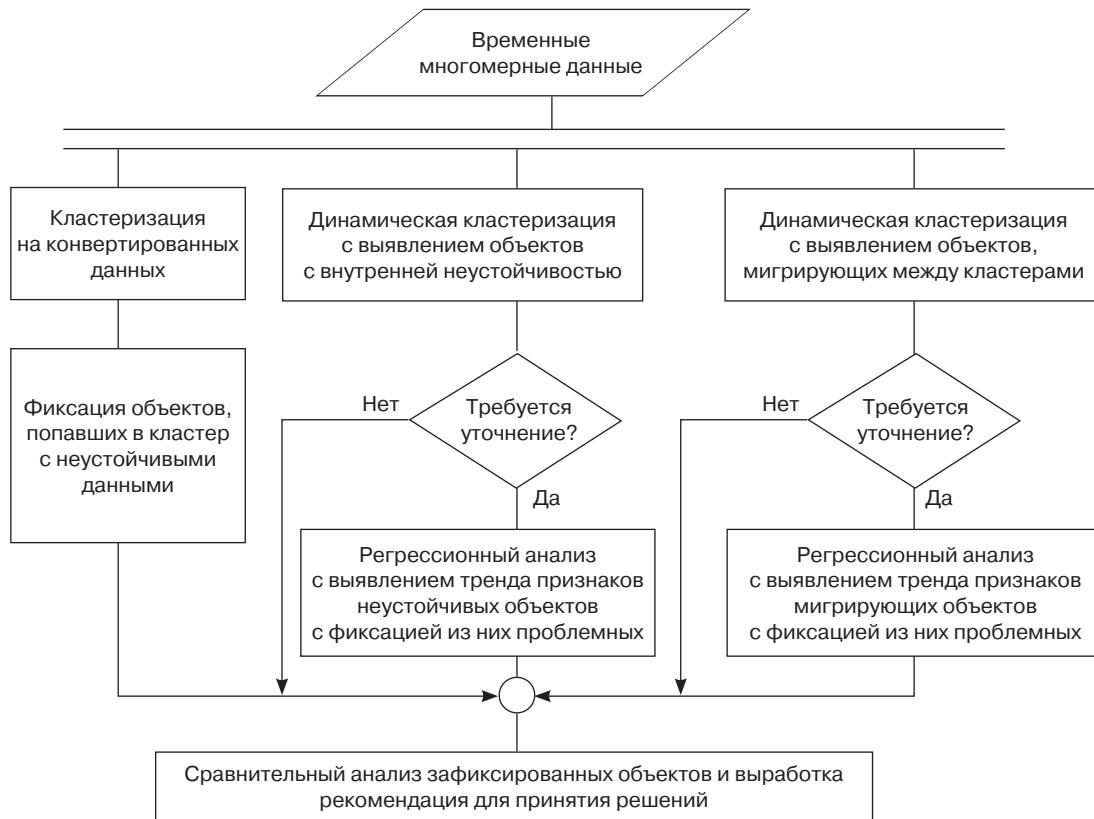 Временные
многомерные данные
Кластеризация
на конвертированных
данных
Динамическая кластеризация
с выявлением объектов
с внутренней неустойчивостью
Динамическая кластеризация
с выявлением объектов,
мигрирующих между кластерами
Фиксация объектов,
попавших в кластер
с неустойчивыми
данными
Нет
Требуется
уточнение?
Да
Нет
Требуется
уточнение?
Да
Регрессионный анализ
с выявлением тренда признаков
неустойчивых объектов
с фиксацией из них проблемных
Регрессионный анализ
с выявлением тренда признаков
мигрирующих объектов
с фиксацией из них проблемных
Сравнительный анализ зафиксированных объектов и выработка
рекомендация для принятия решений